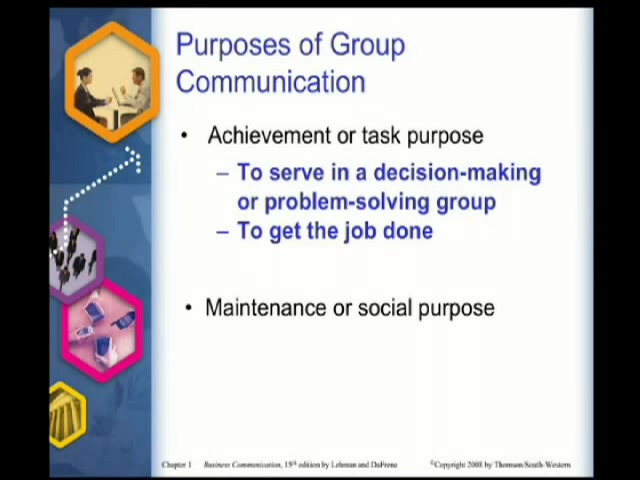 Purposes of Group
Communication
• Achievement or task purpose
– To serve in a decision-making
or problem-solving group
– To get the job done
• Maintenance or social purpose
Chapter 1 Business Communication, 15th edition by Lehman and DuFrene ©Copyright 2008 by Thomson/South-Western